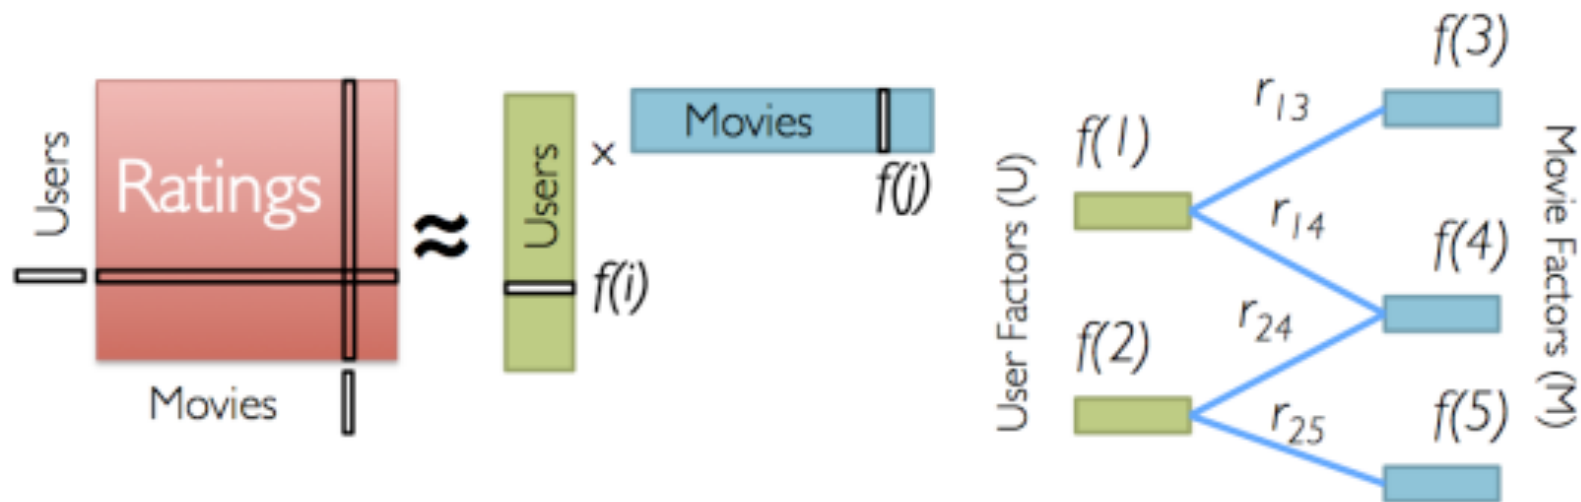 Users
Ratings
Movies
≈
Users
f(i)
x
Movies
f(j)
User Factors (U)
f(1)
f(2)
r13
r14
r24
r25
f(3)
f(4)
f(5)
Movie Factors (M)